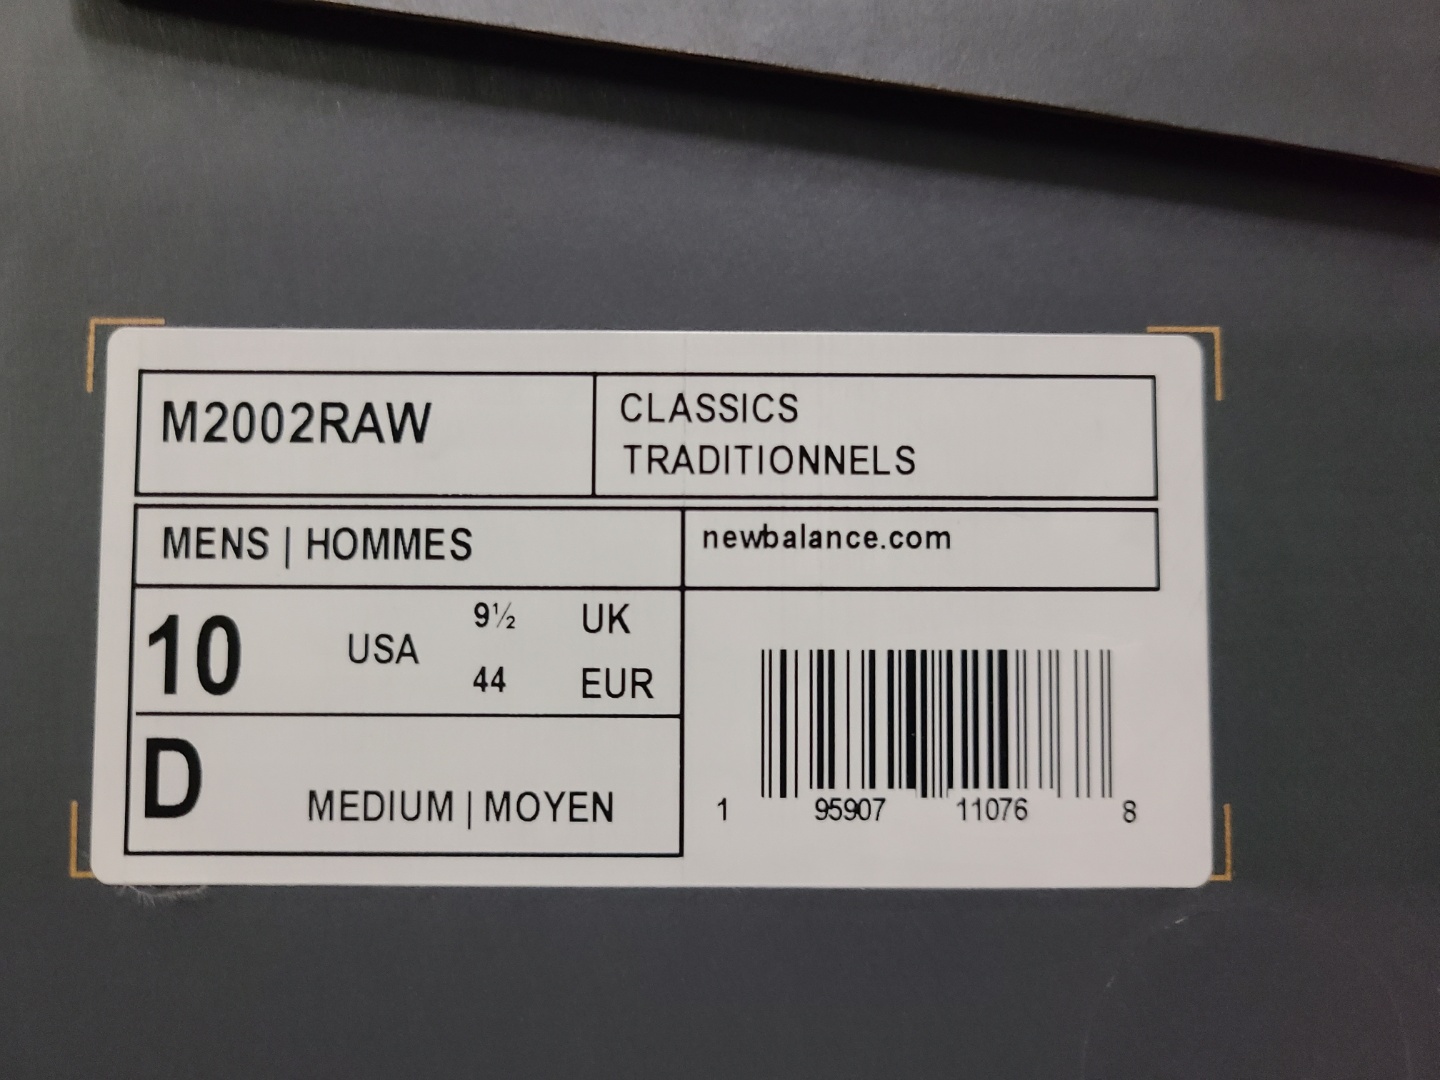 M2002RAW
CLASSICS
TRADITIONNELS
MENS | HOMMES
newbalance.com
10 USA 9½ UK
44 EUR
D MEDIUM | MOYEN
1 95907 11076 8